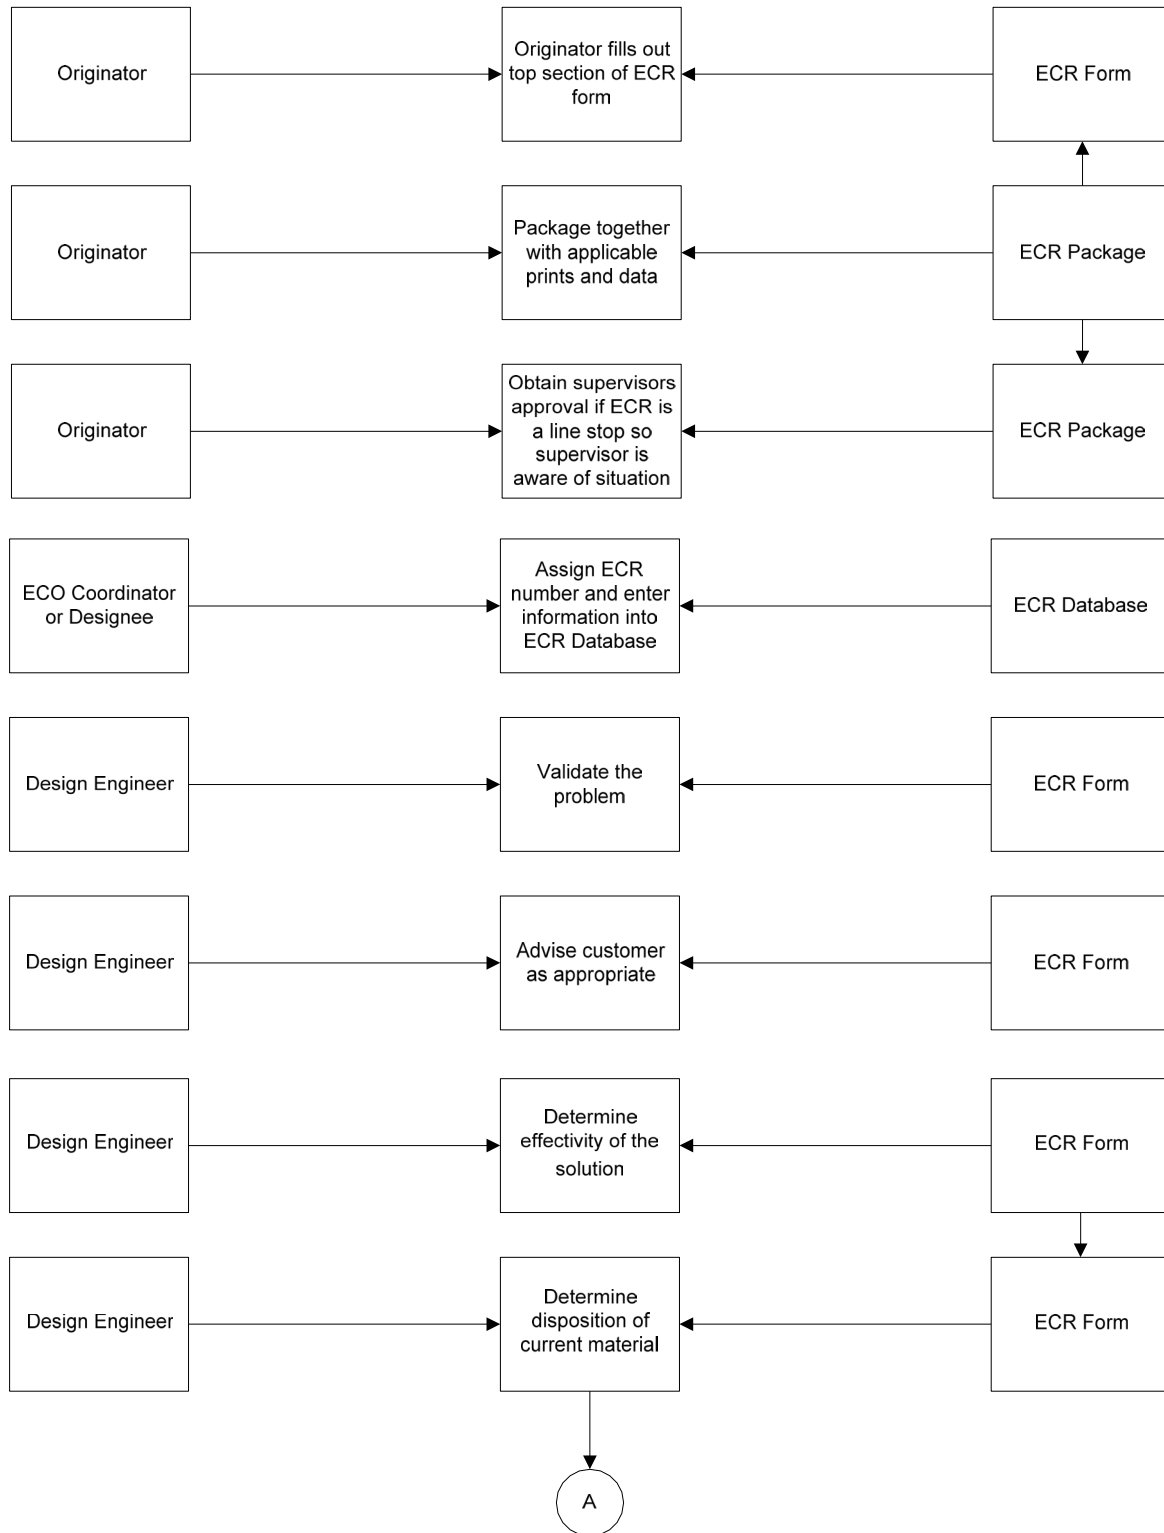 Originator
Originator fills out
top section of ECR
form
ECR Form
Originator
Package together
with applicable
prints and data
ECR Package
Originator
Obtain supervisors
approval if ECR is
a line stop so
supervisor is
aware of situation
ECR Package
ECO Coordinator
or Designee
Assign ECR
number and enter
information into
ECR Database
ECR Database
Design Engineer
Validate the
problem
ECR Form
Design Engineer
Advise customer
as appropriate
ECR Form
Design Engineer
Determine
effectivity of the
solution
ECR Form
Design Engineer
Determine
disposition of
current material
ECR Form
A